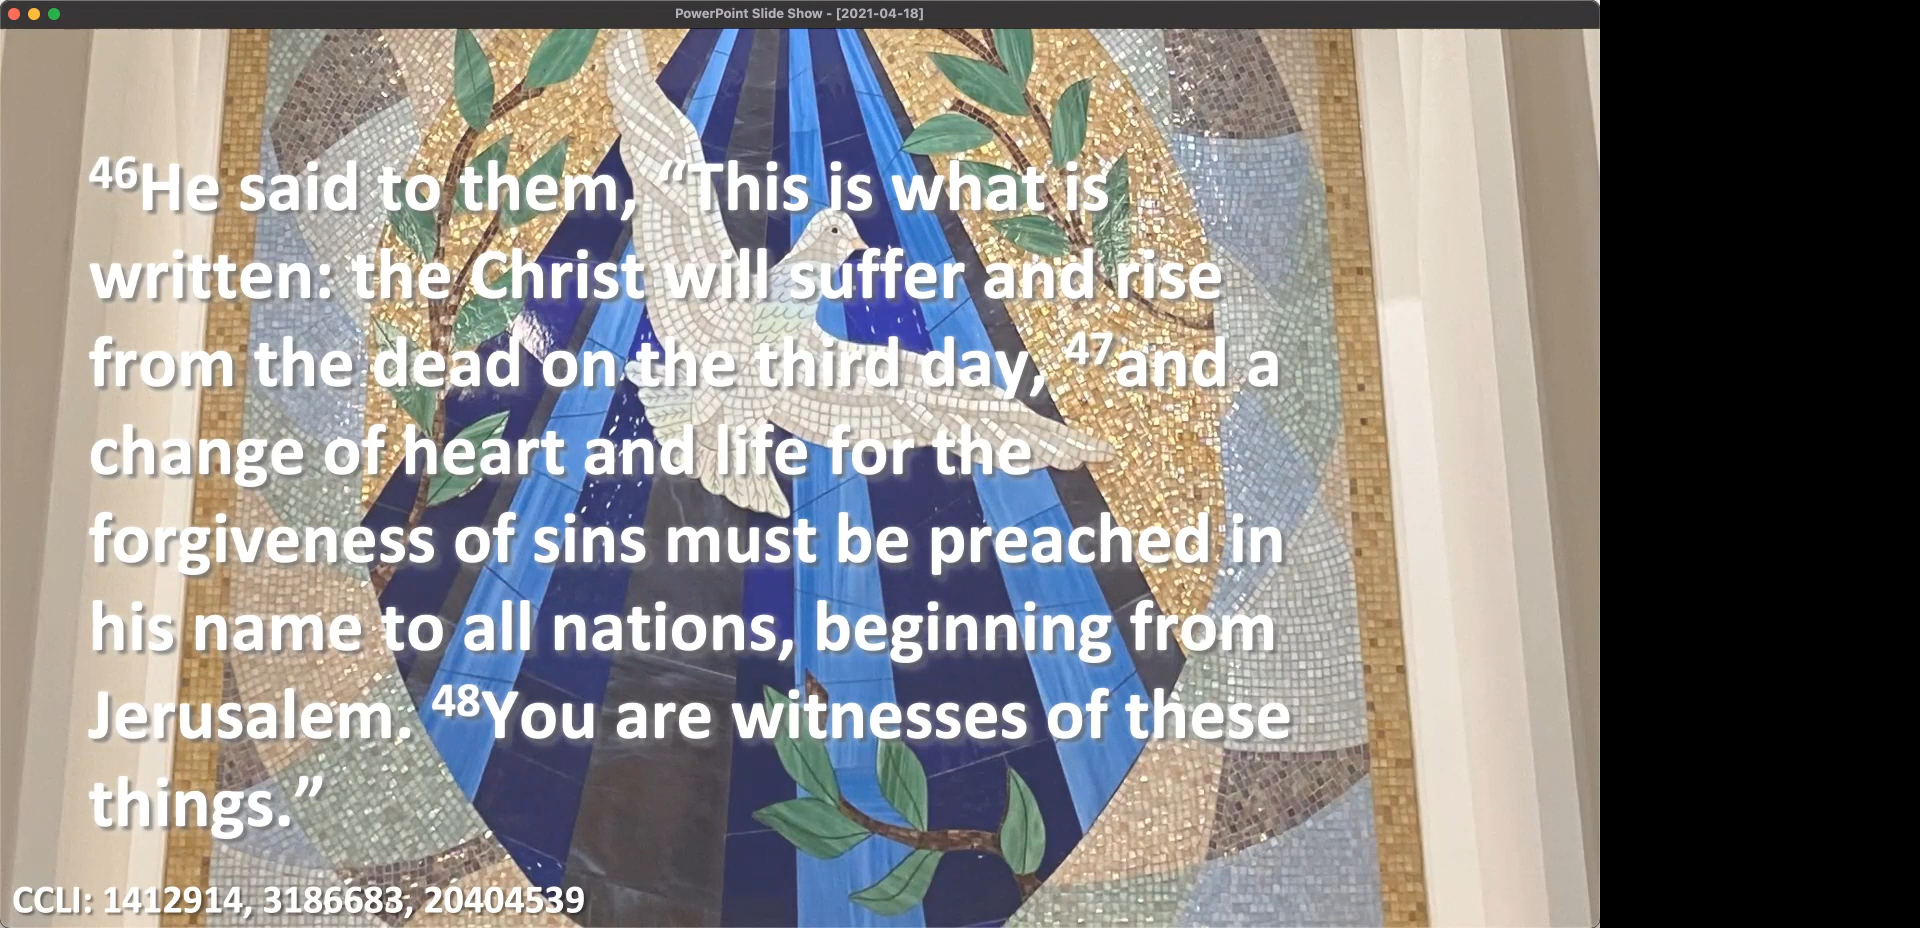 PowerPoint Slide Show - [2021-04-18]
⁴⁶He said to them, “This is what is
written: the Christ will suffer and rise
from the dead on the third day, ⁴⁷and a
change of heart and life for the
forgiveness of sins must be preached in
his name to all nations, beginning from
Jerusalem. ⁴⁸You are witnesses of these
things.”
CCLI: 1412914, 3186683, 20404539